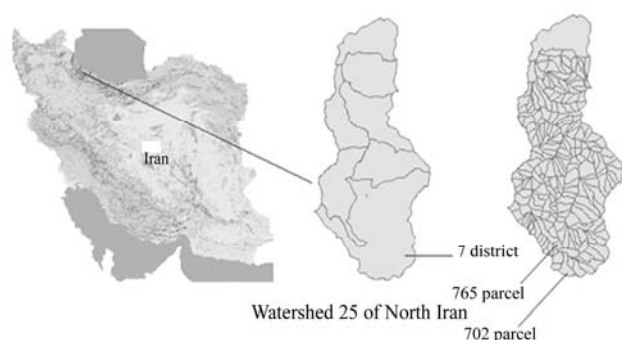 Iran
7 district
765 parcel
Watershed 25 of North Iran
702 parcel